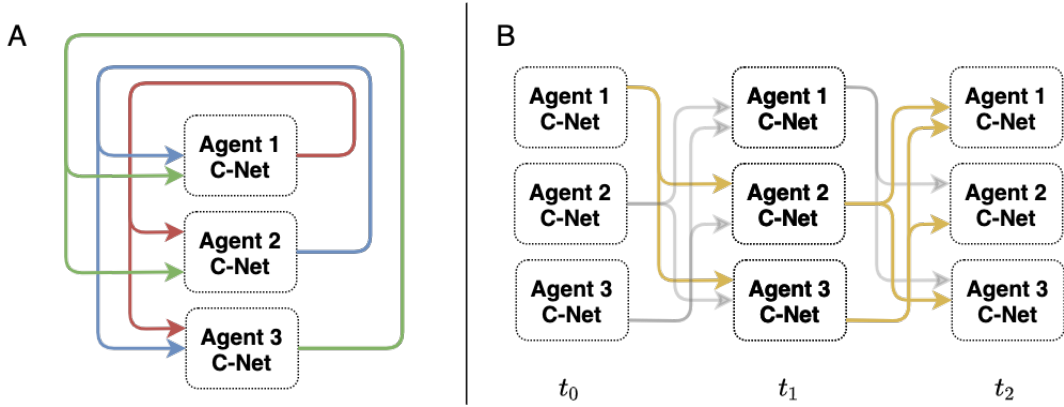 A
Agent 1
C-Net
Agent 2
C-Net
Agent 3
C-Net
B
Agent 1
C-Net
Agent 2
C-Net
Agent 3
C-Net
Agent 1
C-Net
Agent 2
C-Net
Agent 3
C-Net
Agent 1
C-Net
Agent 2
C-Net
Agent 3
C-Net
t₀
t₁
t₂